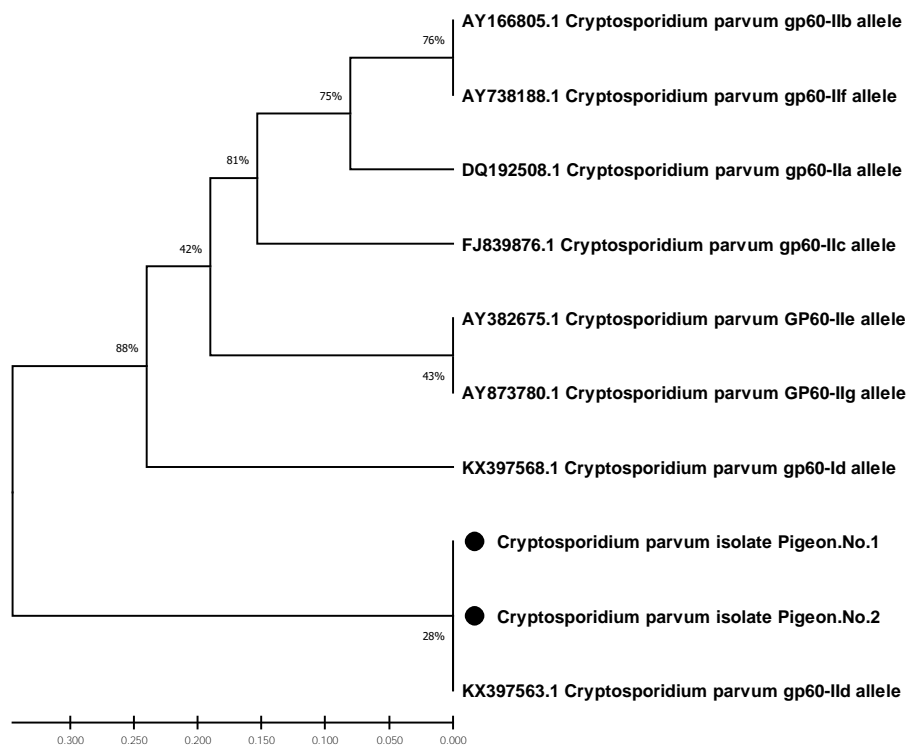 AY166805.1 Cryptosporidium parvum gp60-IIb allele
76%
AY738188.1 Cryptosporidium parvum gp60-IIf allele
75%
DQ192508.1 Cryptosporidium parvum gp60-IIa allele
81%
FJ839876.1 Cryptosporidium parvum gp60-IIc allele
42%
AY382675.1 Cryptosporidium parvum GP60-IIe allele
88%
43%
AY873780.1 Cryptosporidium parvum GP60-IIg allele
KX397568.1 Cryptosporidium parvum gp60-Id allele
Cryptosporidium parvum isolate Pigeon.No.1
Cryptosporidium parvum isolate Pigeon.No.2
28%
KX397563.1 Cryptosporidium parvum gp60-IId allele
0.300 0.250 0.200 0.150 0.100 0.050 0.000